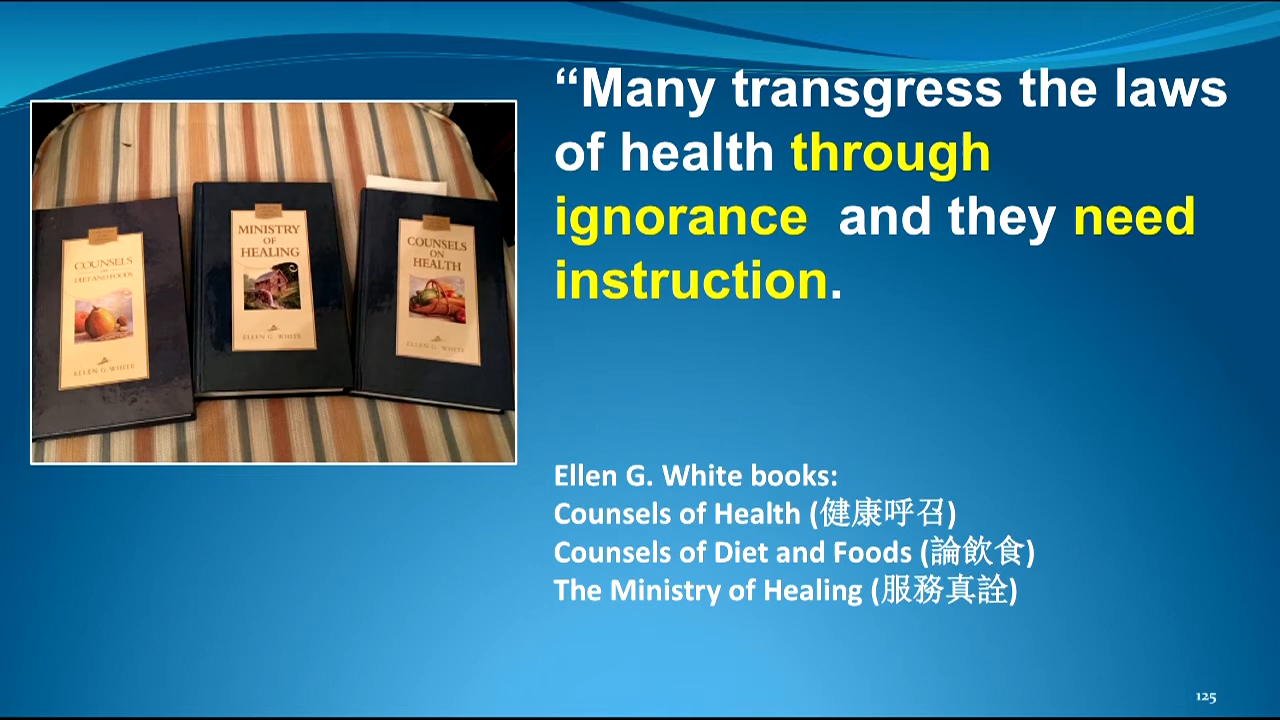 “Many transgress the laws
of health through
ignorance and they need
instruction.
COUNSELS
DIET AND FOODS
ELLEN G. WHITE
MINISTRY
OF
HEALING
ELLEN G. WHITE
COUNSELS
ON
HEALTH
ELLEN G. WHITE
Ellen G. White books:
Counsels of Health (健康呼召)
Counsels of Diet and Foods (論飲食)
The Ministry of Healing (服務真詮)
125